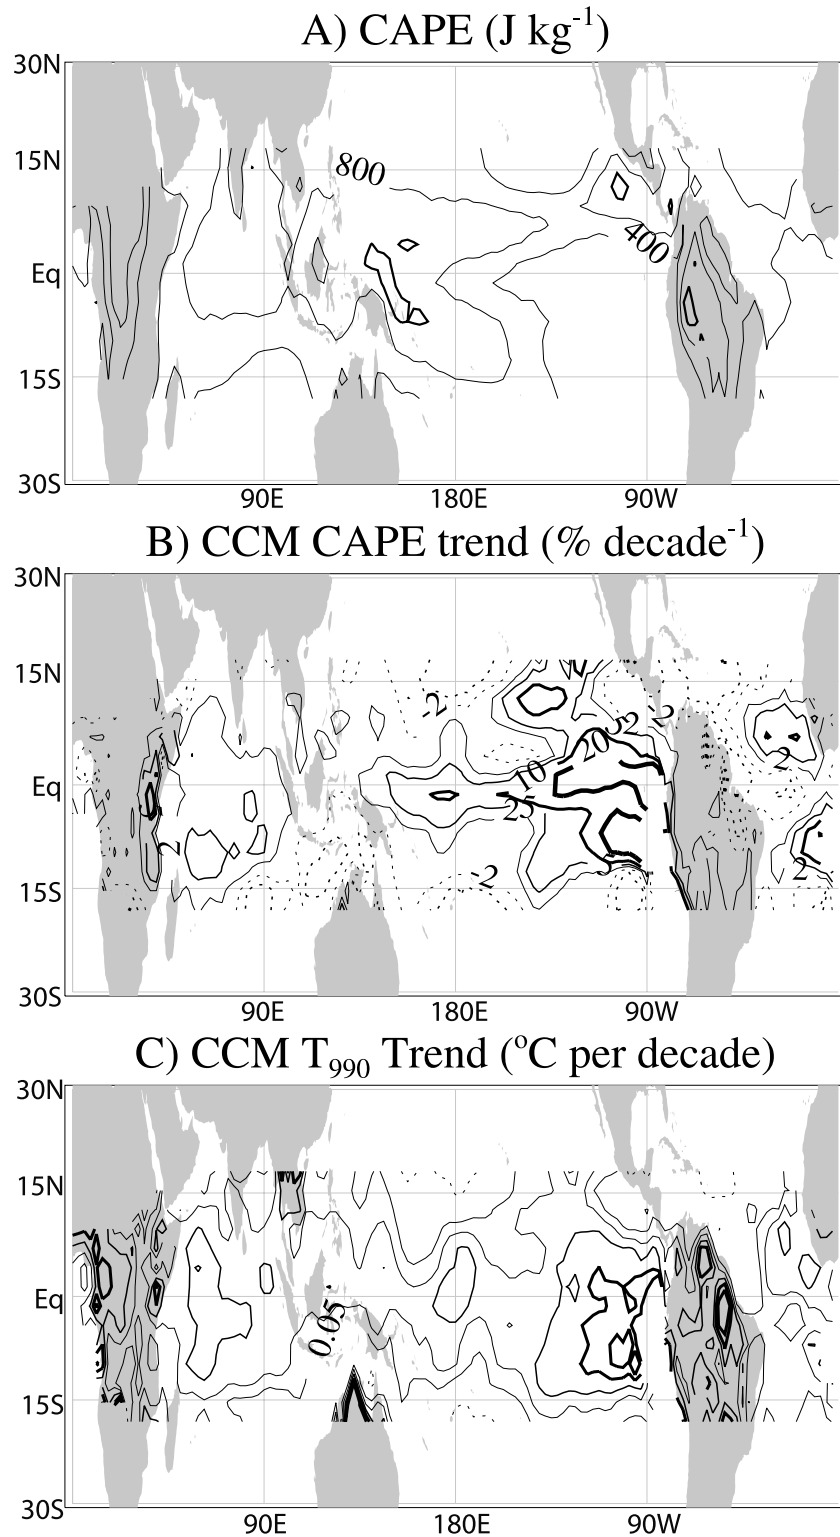 A) CAPE (J kg-1)
30N
15N
800
400
Eq
15S
30S
90E 180E 90W
B) CCM CAPE trend (% decade-1)
30N
15N
-2
-2
20
10
2
Eq
25
2
-2
2
15S
30S
90E 180E 90W
C) CCM T990 Trend (oC per decade)
30N
15N
Eq
0.05
15S
30S
90E 180E 90W